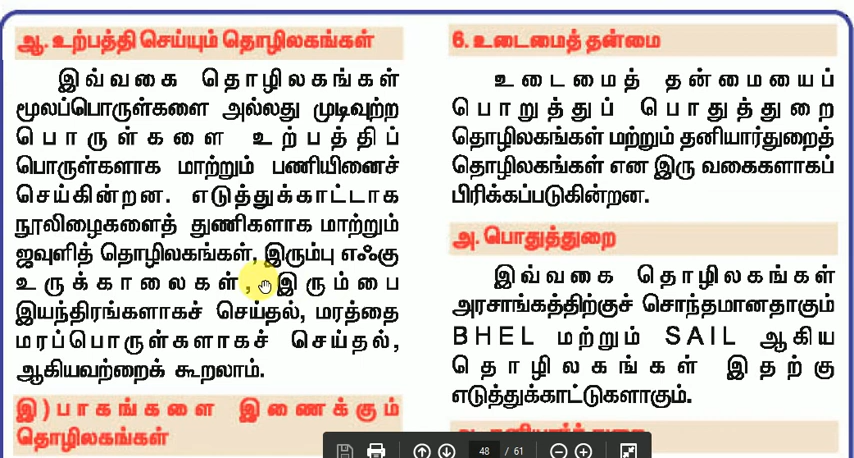 ஆ. உற்பத்தி செய்யும் தொழிலகங்கள்
இவ்வகை தொழிலகங்கள்
மூலப்பொருள்களை அல்லது முடிவுற்ற
பொருள்களை உற்பத்திப்
பொருள்களாக மாற்றும் பணியினைச்
செய்கின்றன. எடுத்துக்காட்டாக
நூலிழைகளைத் துணிகளாக மாற்றும்
ஜவுளித் தொழிலகங்கள், இரும்பு எஃகு
உருக்காலைகள், இரும்பை
இயந்திரங்களாகச் செய்தல், மரத்தை
மரப்பொருள்களாகச் செய்தல்,
ஆகியவற்றைக் கூறலாம்.
இ) பாகங்களை இணைக்கும்
தொழிலகங்கள்
6. உடைமைத் தன்மை
உடைமைத் தன்மையைப்
பொறுத்துப் பொதுத்துறை
தொழிலகங்கள் மற்றும் தனியார்துறைத்
தொழிலகங்கள் என இரு வகைகளாகப்
பிரிக்கப்படுகின்றன.
அ. பொதுத்துறை
இவ்வகை தொழிலகங்கள்
அரசாங்கத்திற்குச் சொந்தமானதாகும்
BHEL மற்றும் SAIL ஆகிய
தொழிலகங்கள் இதற்கு
எடுத்துக்காட்டுகளாகும்.
48 / 61